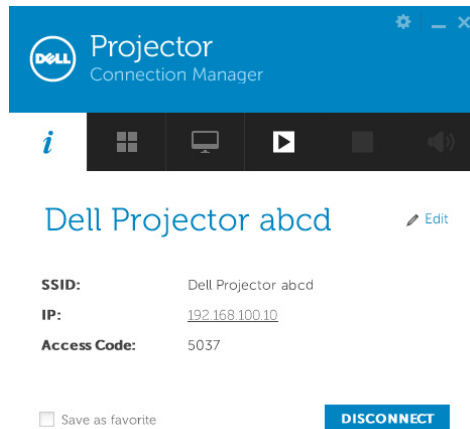 DELL
Projector
Connection Manager
i
Dell Projector abcd
Edit
SSID: Dell Projector abcd
IP: 192.168.100.10
Access Code: 5037
Save as favorite
DISCONNECT